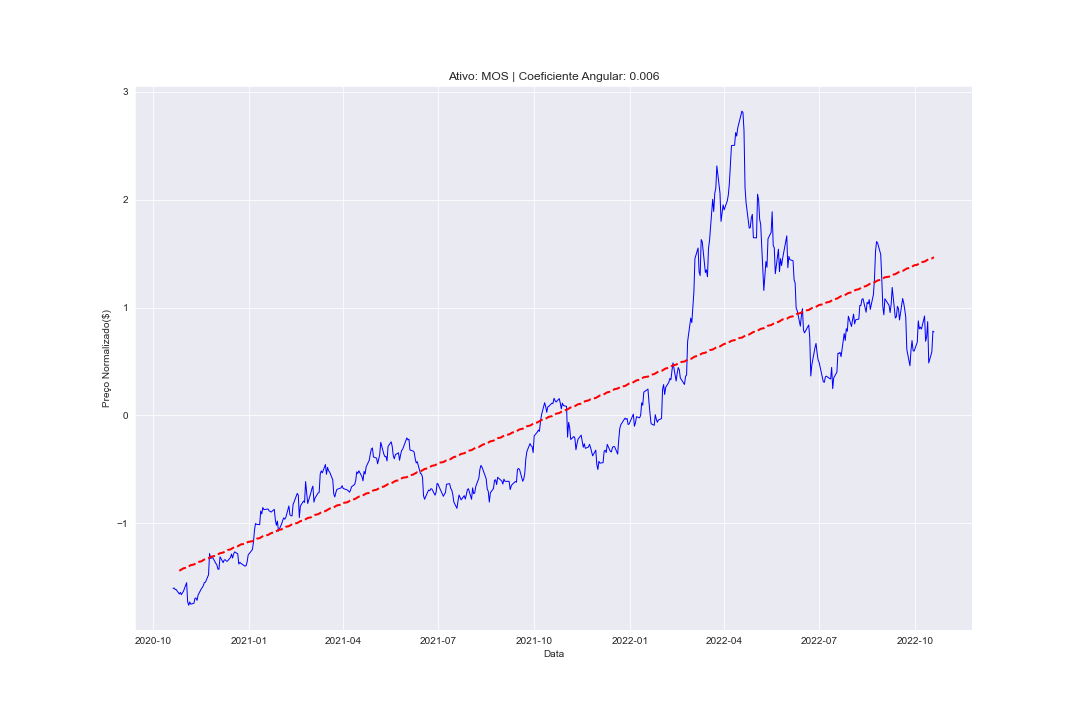 Ativo: MOS | Coeficiente Angular: 0.006
3
2
1
0
−1
Preço Normalizado($)
2020-10 2021-01 2021-04 2021-07 2021-10 2022-01 2022-04 2022-07 2022-10
Data